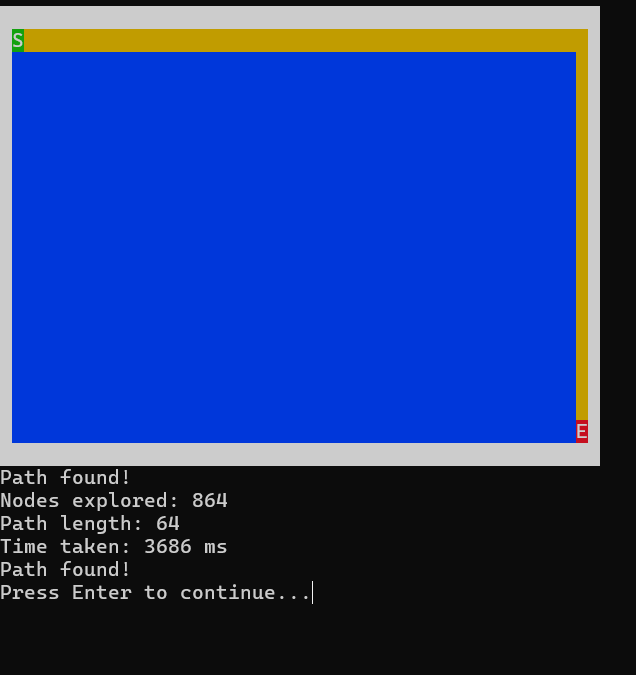 S
E
Path found!
Nodes explored: 864
Path length: 64
Time taken: 3686 ms
Path found!
Press Enter to continue...